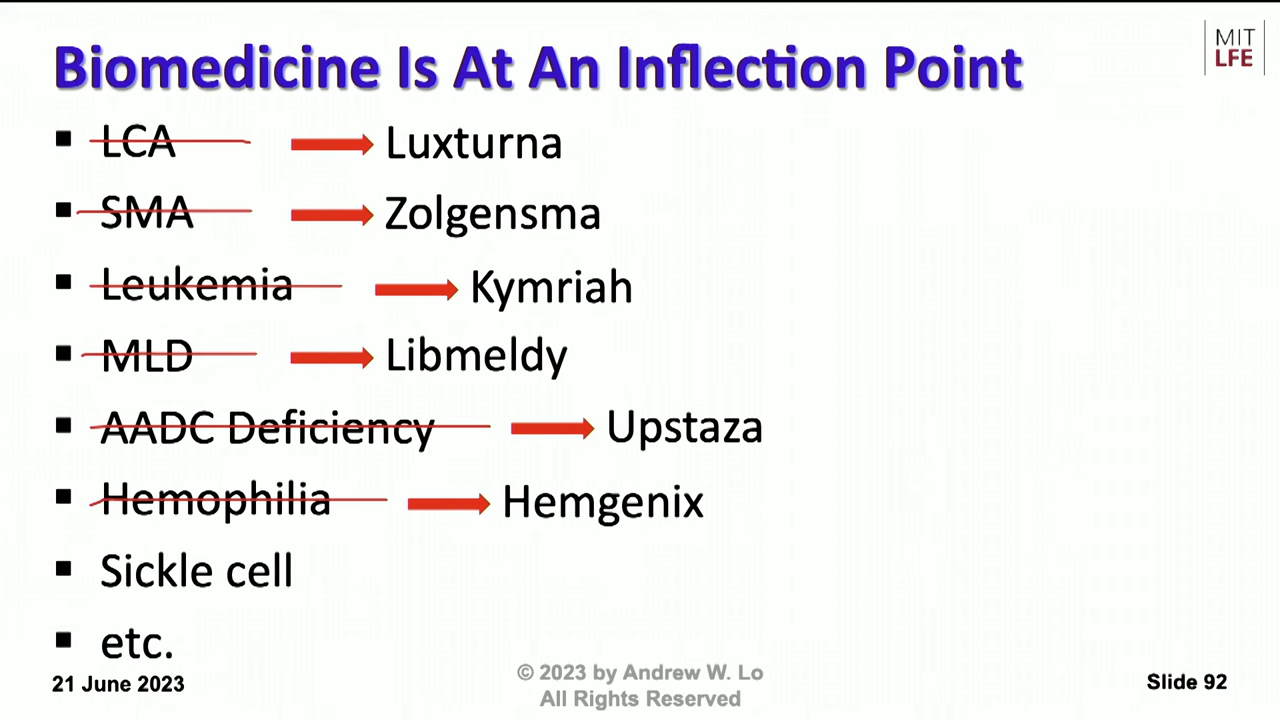 Biomedicine Is At An Inflection Point
MIT
LFE
▪ LCA → Luxturna
▪ SMA → Zolgensma
▪ Leukemia → Kymriah
▪ MLD → Libmeldy
▪ AADC Deficiency → Upstaza
▪ Hemophilia → Hemgenix
▪ Sickle cell
▪ etc.
21 June 2023
© 2023 by Andrew W. Lo
All Rights Reserved
Slide 92